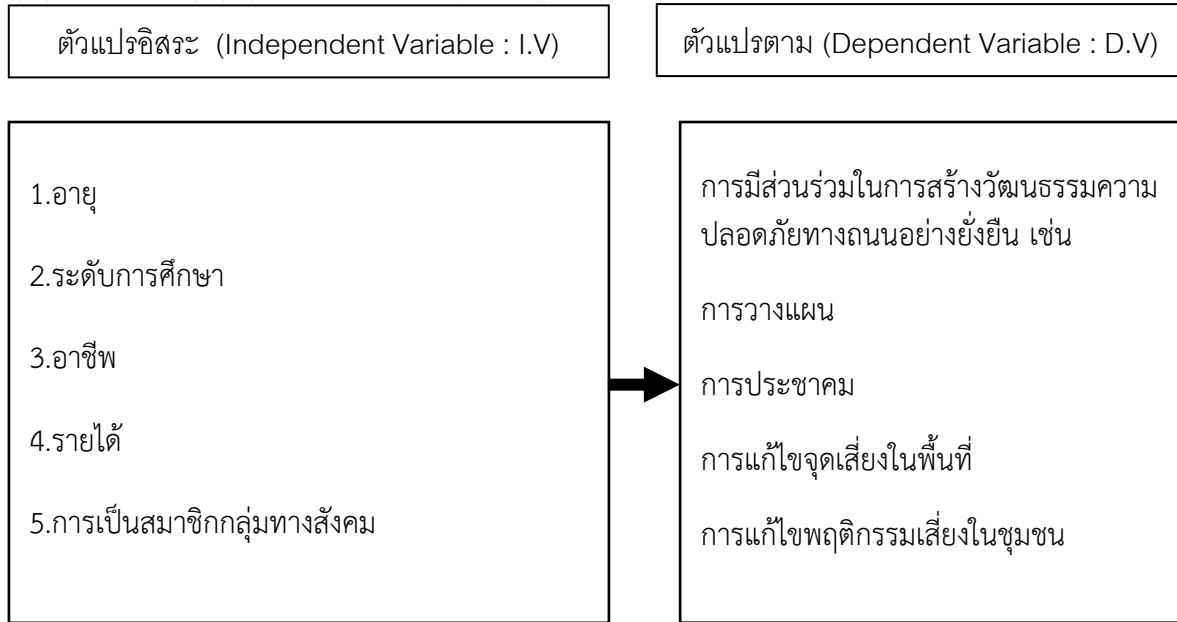 ตัวแปรอิสระ (Independent Variable : I.V)
ตัวแปรตาม (Dependent Variable : D.V)
1.อายุ
2.ระดับการศึกษา
3.อาชีพ
4.รายได้
5.การเป็นสมาชิกกลุ่มทางสังคม
การมีส่วนร่วมในการสร้างวัฒนธรรมความ
ปลอดภัยทางถนนอย่างยั่งยืน เช่น
การวางแผน
การประชาคม
การแก้ไขจุดเสี่ยงในพื้นที่
การแก้ไขพฤติกรรมเสี่ยงในชุมชน